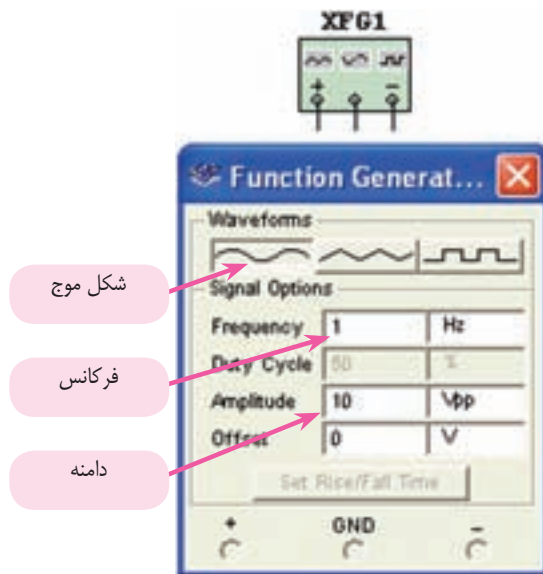 XFG1
+ −
Function Generat...
Waveforms
شکل موج
Signal Options
Frequency 1 Hz
Duty Cycle 50 %
فرکانس
Amplitude 10 Vpp
Offset 0 V
دامنه
Set Rise/Fall Time
+ GND −